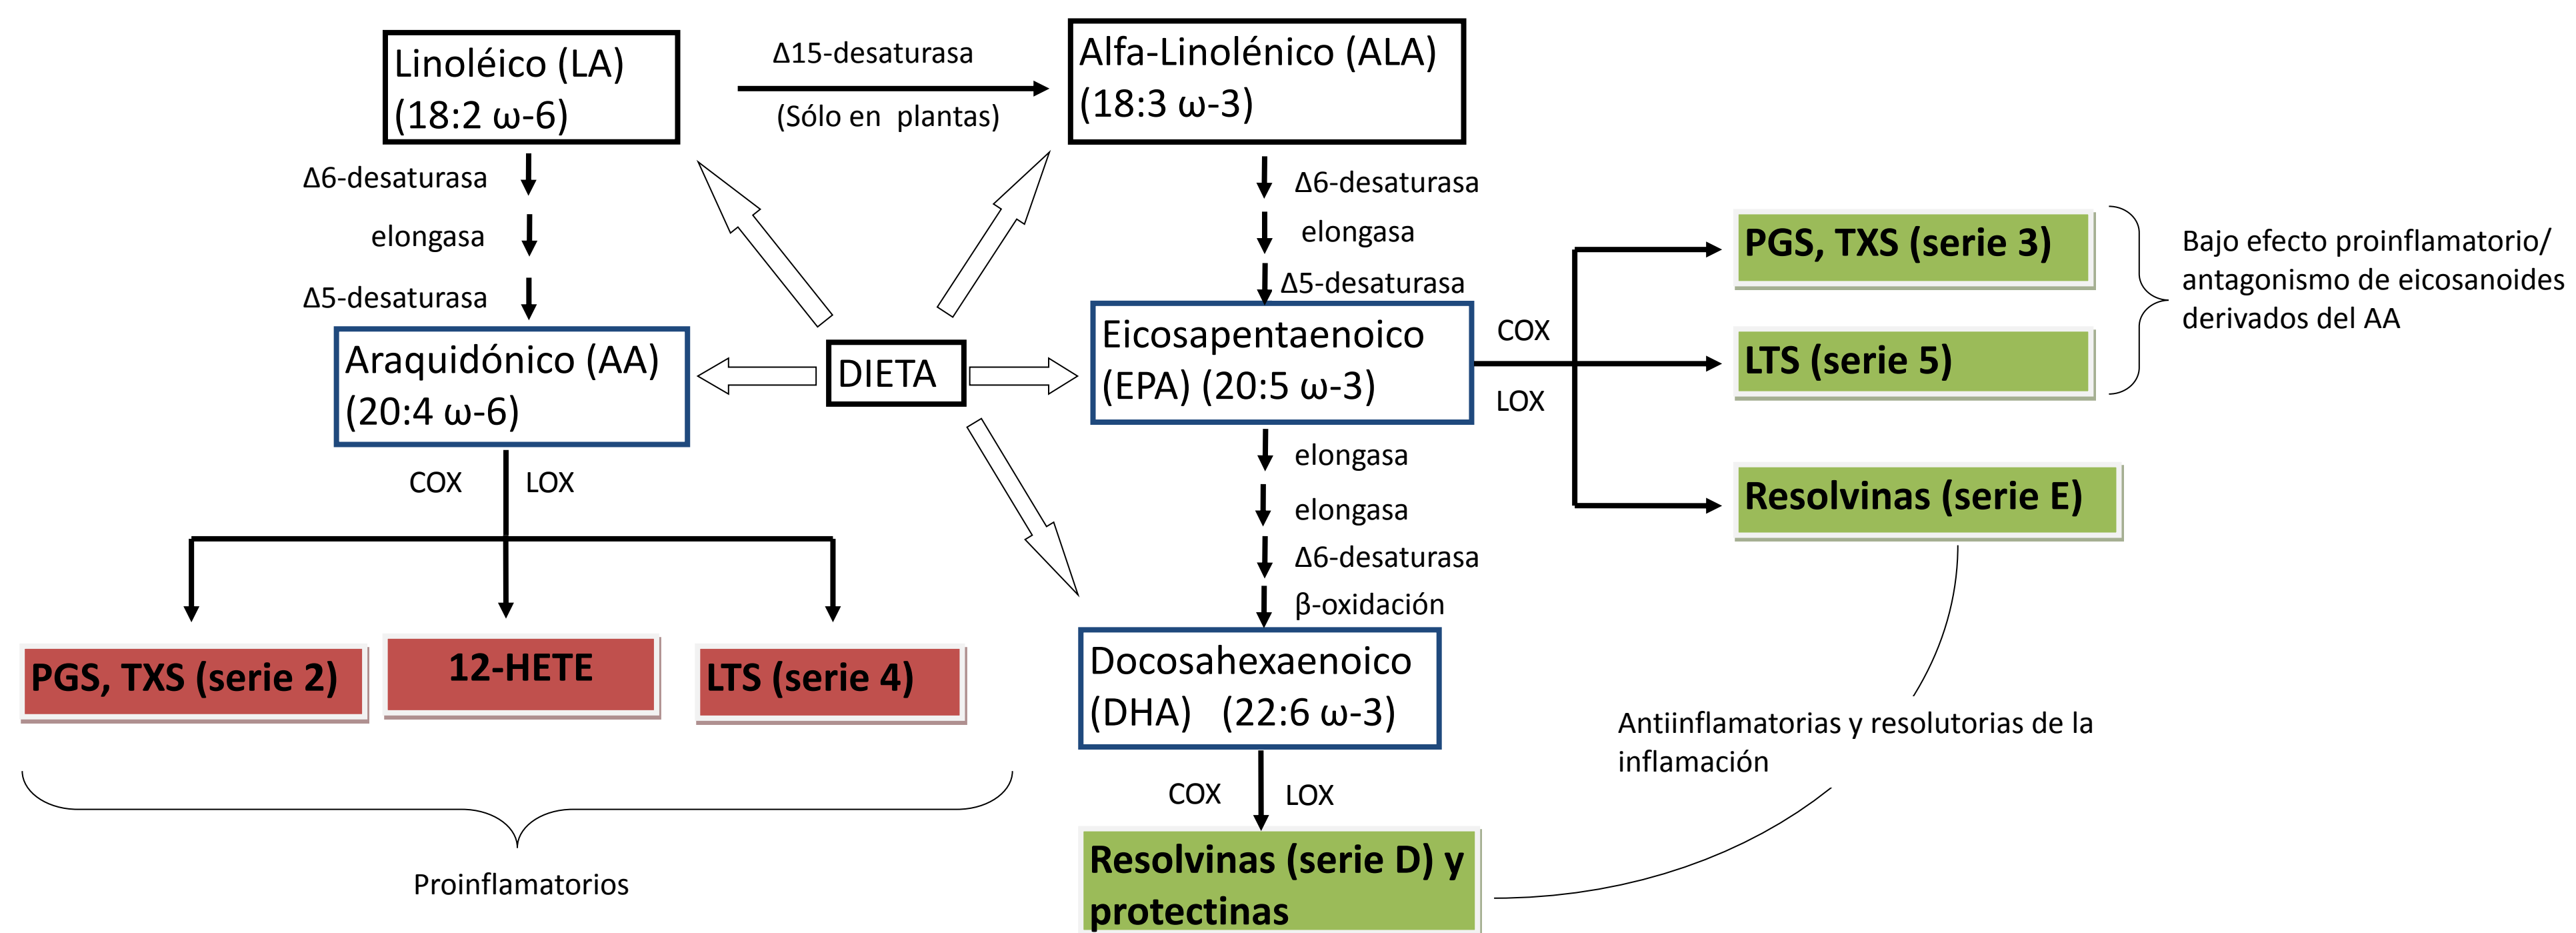 Linoléico (LA)
(18:2 ω-6)
Δ15-desaturasa
(Sólo en plantas)
Alfa-Linolénico (ALA)
(18:3 ω-3)
Δ6-desaturasa
elongasa
Δ5-desaturasa
Δ6-desaturasa
elongasa
Δ5-desaturasa
Araquidónico (AA)
(20:4 ω-6)
DIETA
Eicosapentaenoico
(EPA) (20:5 ω-3)
COX
LOX
PGS, TXS (serie 3)
LTS (serie 5)
Resolvinas (serie E)
Bajo efecto proinflamatorio/
antagonismo de eicosanoides
derivados del AA
COX
LOX
elongasa
elongasa
Δ6-desaturasa
β-oxidación
PGS, TXS (serie 2)
12-HETE
LTS (serie 4)
Docosahexaenoico
(DHA) (22:6 ω-3)
Antiinflamatorias y resolutorias de la
inflamación
COX
LOX
Proinflamatorios
Resolvinas (serie D) y
protectinas